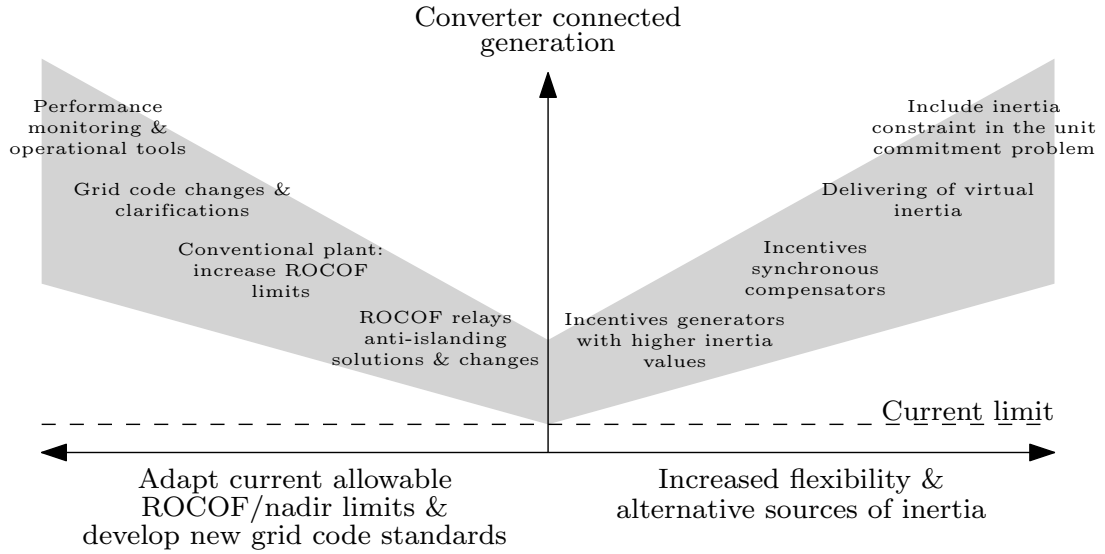 Converter connected
generation
Performance
monitoring &
operational tools
Grid code changes &
clarifications
Conventional plant:
increase ROCOF
limits
ROCOF relays
anti-islanding
solutions & changes
Include inertia
constraint in the unit
commitment problem
Delivering of virtual
inertia
Incentives
synchronous
compensators
Incentives generators
with higher inertia
values
Current limit
Adapt current allowable
ROCOF/nadir limits &
develop new grid code standards
Increased flexibility &
alternative sources of inertia